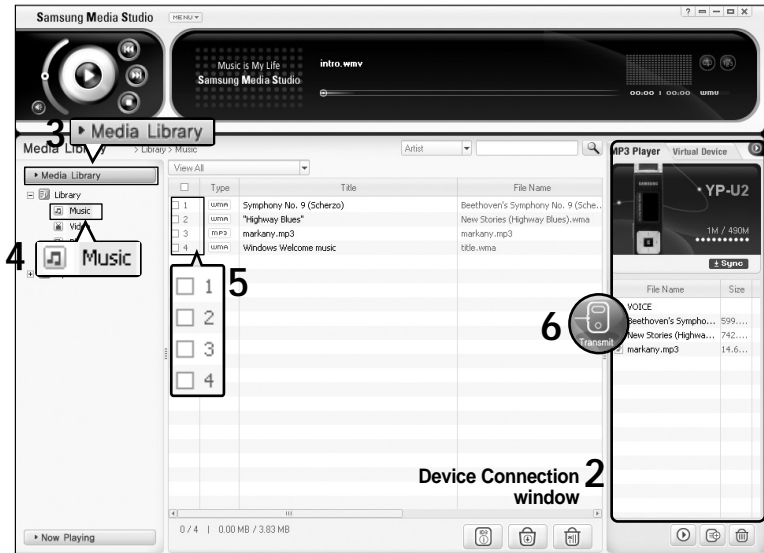 Samsung Media Studio MENU
Music is My Life
Samsung Media Studio
intro.wmv
00:00 | 00:00 wmv
3 Media Library
Media Library > Library > Music
Artist
MP3 Player Virtual Device
Media Library
View All
Library
Music
Type Title File Name
1 wma Symphony No. 9 (Scherzo) Beethoven's Symphony No. 9 (Sche..
2 wma "Highway Blues" New Stories (Highway Blues).wma
3 mp3 markany.mp3 markany.mp3
4 wma Windows Welcome music title.wma
YP-U2
1M / 490M
Sync
4 Music
5
1
2
3
4
6
Transmit
File Name Size
VOICE
Beethoven's Sympho... 599....
New Stories (Highwa... 742....
markany.mp3 14.6...
Device Connection
window
2
0 / 4 | 0.00 MB / 3.83 MB
Now Playing